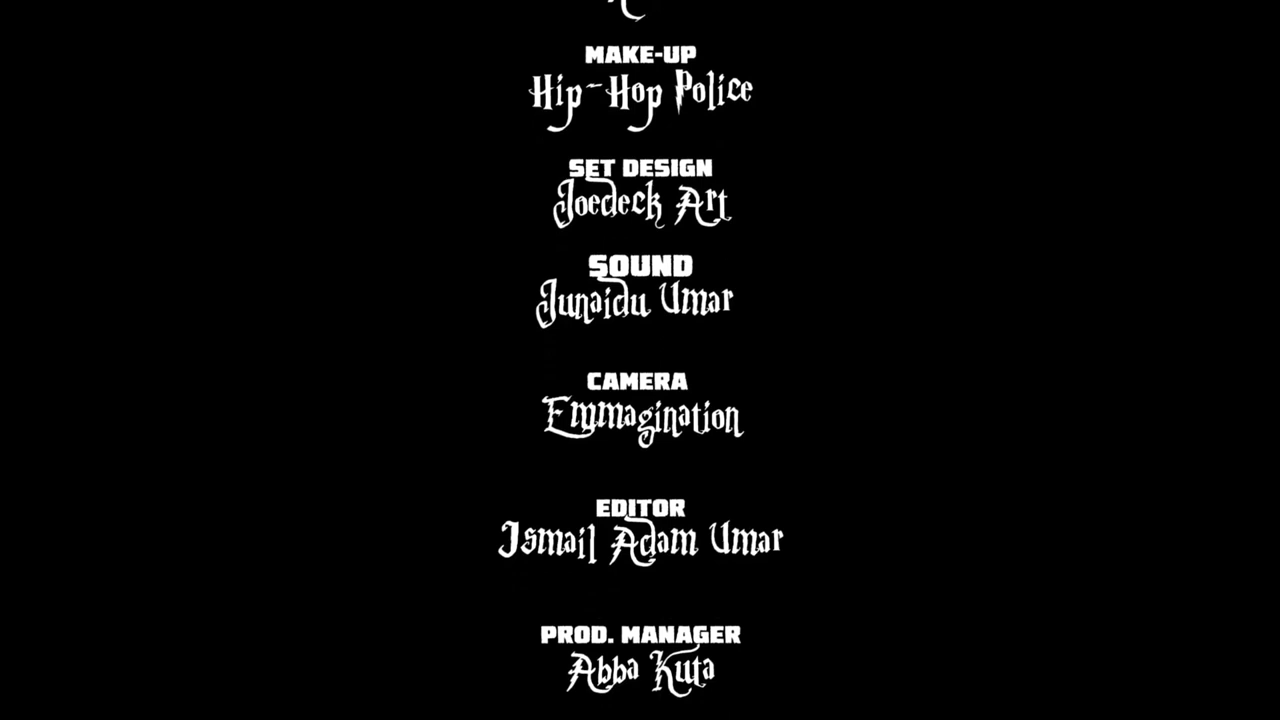 MAKE-UP
Hip-Hop Police
SET DESIGN
Joedeck Art
SOUND
Junaidu Umar
CAMERA
Emmagination
EDITOR
Ismail Adam Umar
PROD. MANAGER
Abba Kuta